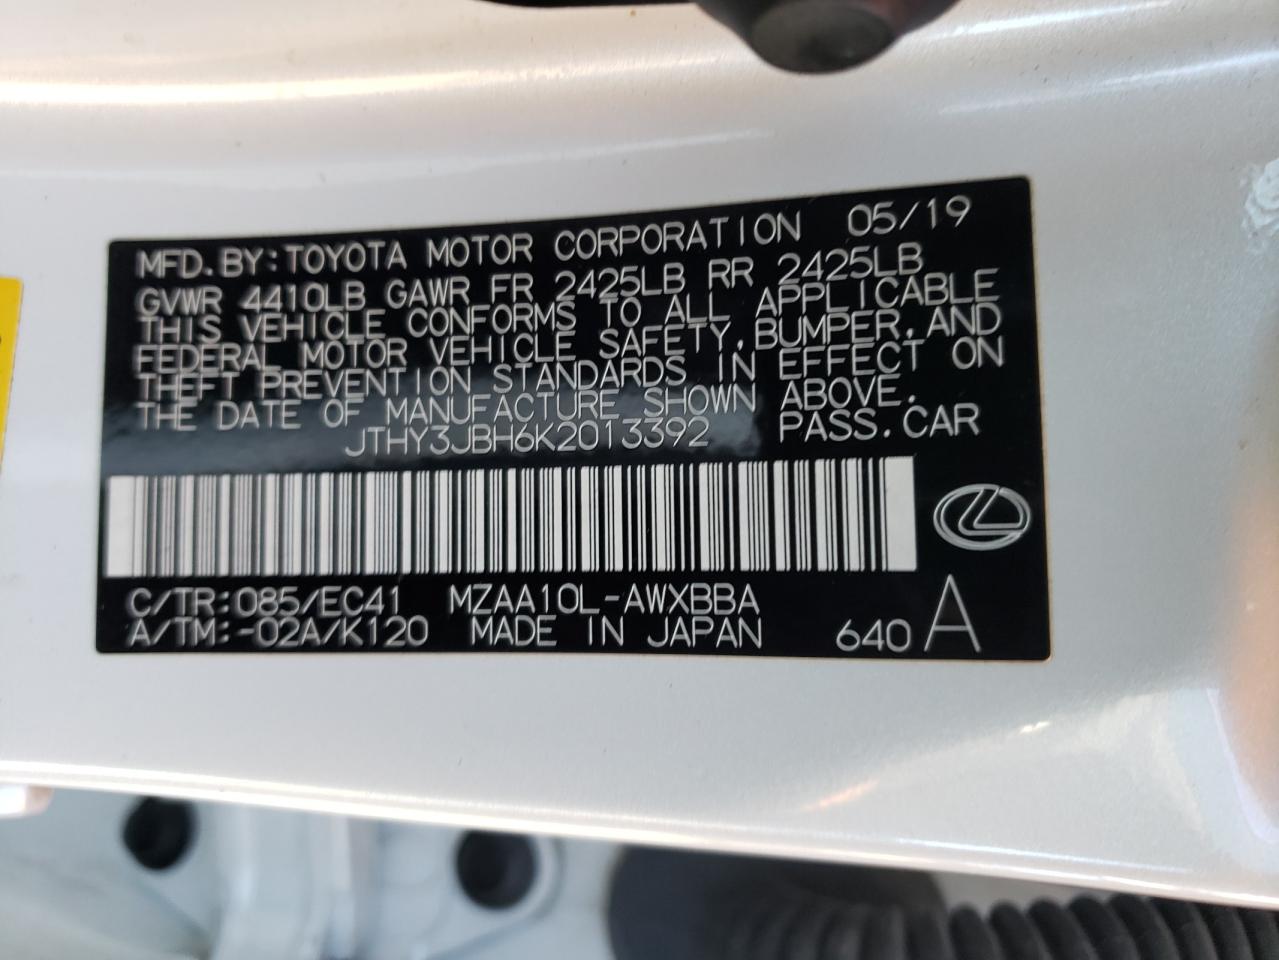 MFD.BY:TOYOTA MOTOR CORPORATION 05/19
GVWR 4410LB GAWR FR 2425LB RR 2425LB
THIS VEHICLE CONFORMS TO ALL APPLICABLE
FEDERAL MOTOR VEHICLE SAFETY,BUMPER,AND
THEFT PREVENTION STANDARDS IN EFFECT ON
THE DATE OF MANUFACTURE SHOWN ABOVE.
JTHY3JBH6K2013392 PASS.CAR
C/TR:085/EC41 MZAA10L-AWXBBA
A/TM:-02A/K120 MADE IN JAPAN 640 A